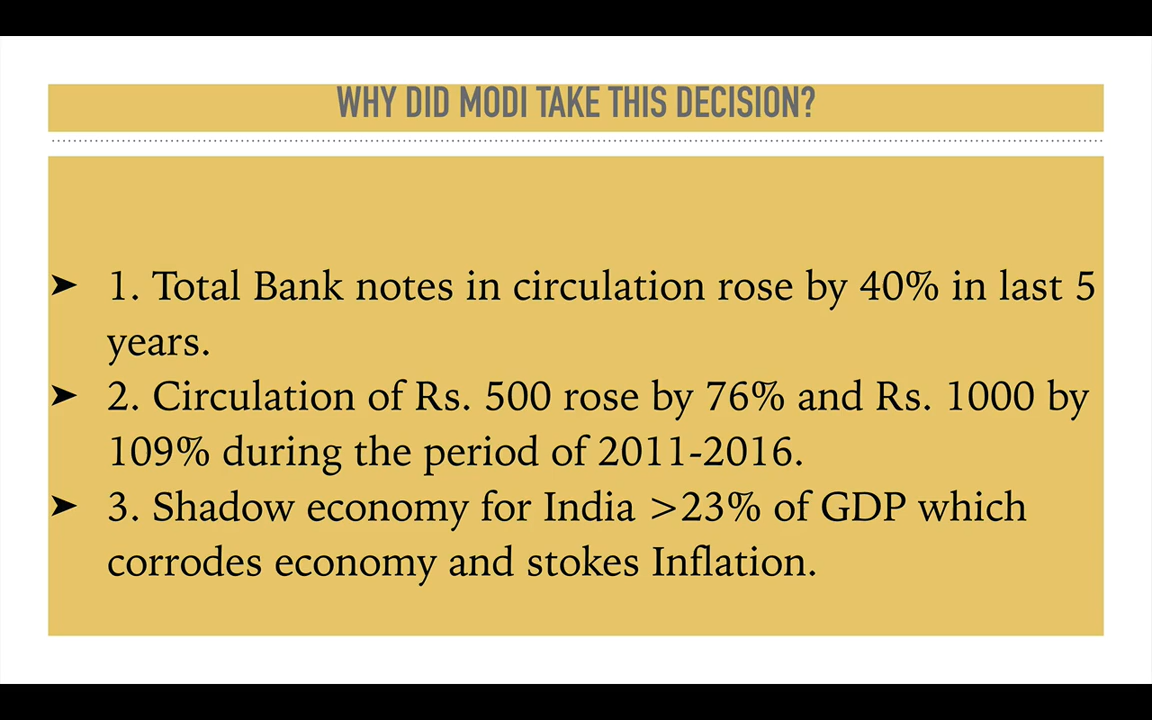 WHY DID MODI TAKE THIS DECISION?
➤ 1. Total Bank notes in circulation rose by 40% in last 5
years.
➤ 2. Circulation of Rs. 500 rose by 76% and Rs. 1000 by
109% during the period of 2011-2016.
➤ 3. Shadow economy for India >23% of GDP which
corrodes economy and stokes Inflation.